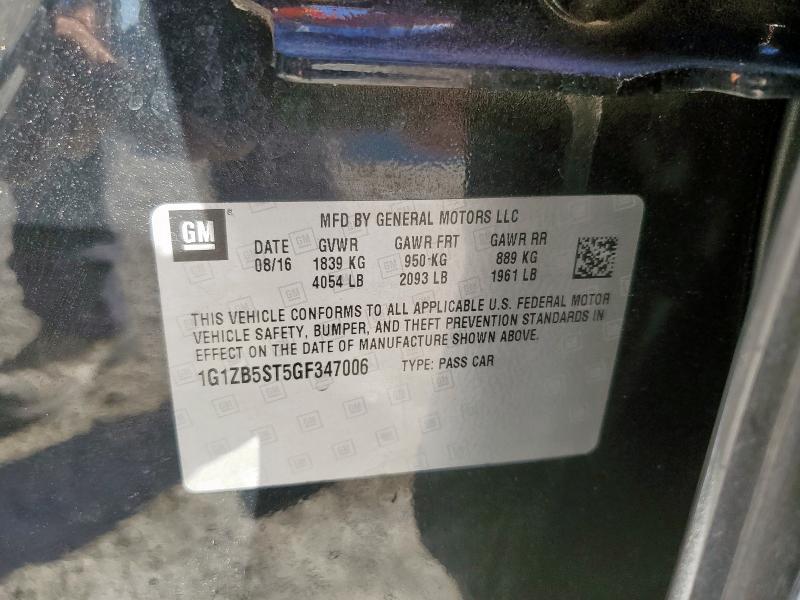 GM
MFD BY GENERAL MOTORS LLC
DATE GVWR GAWR FRT GAWR RR
08/16 1839 KG 950 KG 889 KG
4054 LB 2093 LB 1961 LB
THIS VEHICLE CONFORMS TO ALL APPLICABLE U.S. FEDERAL MOTOR
VEHICLE SAFETY, BUMPER, AND THEFT PREVENTION STANDARDS IN
EFFECT ON THE DATE OF MANUFACTURE SHOWN ABOVE.
1G1ZB5ST5GF347006 TYPE: PASS CAR